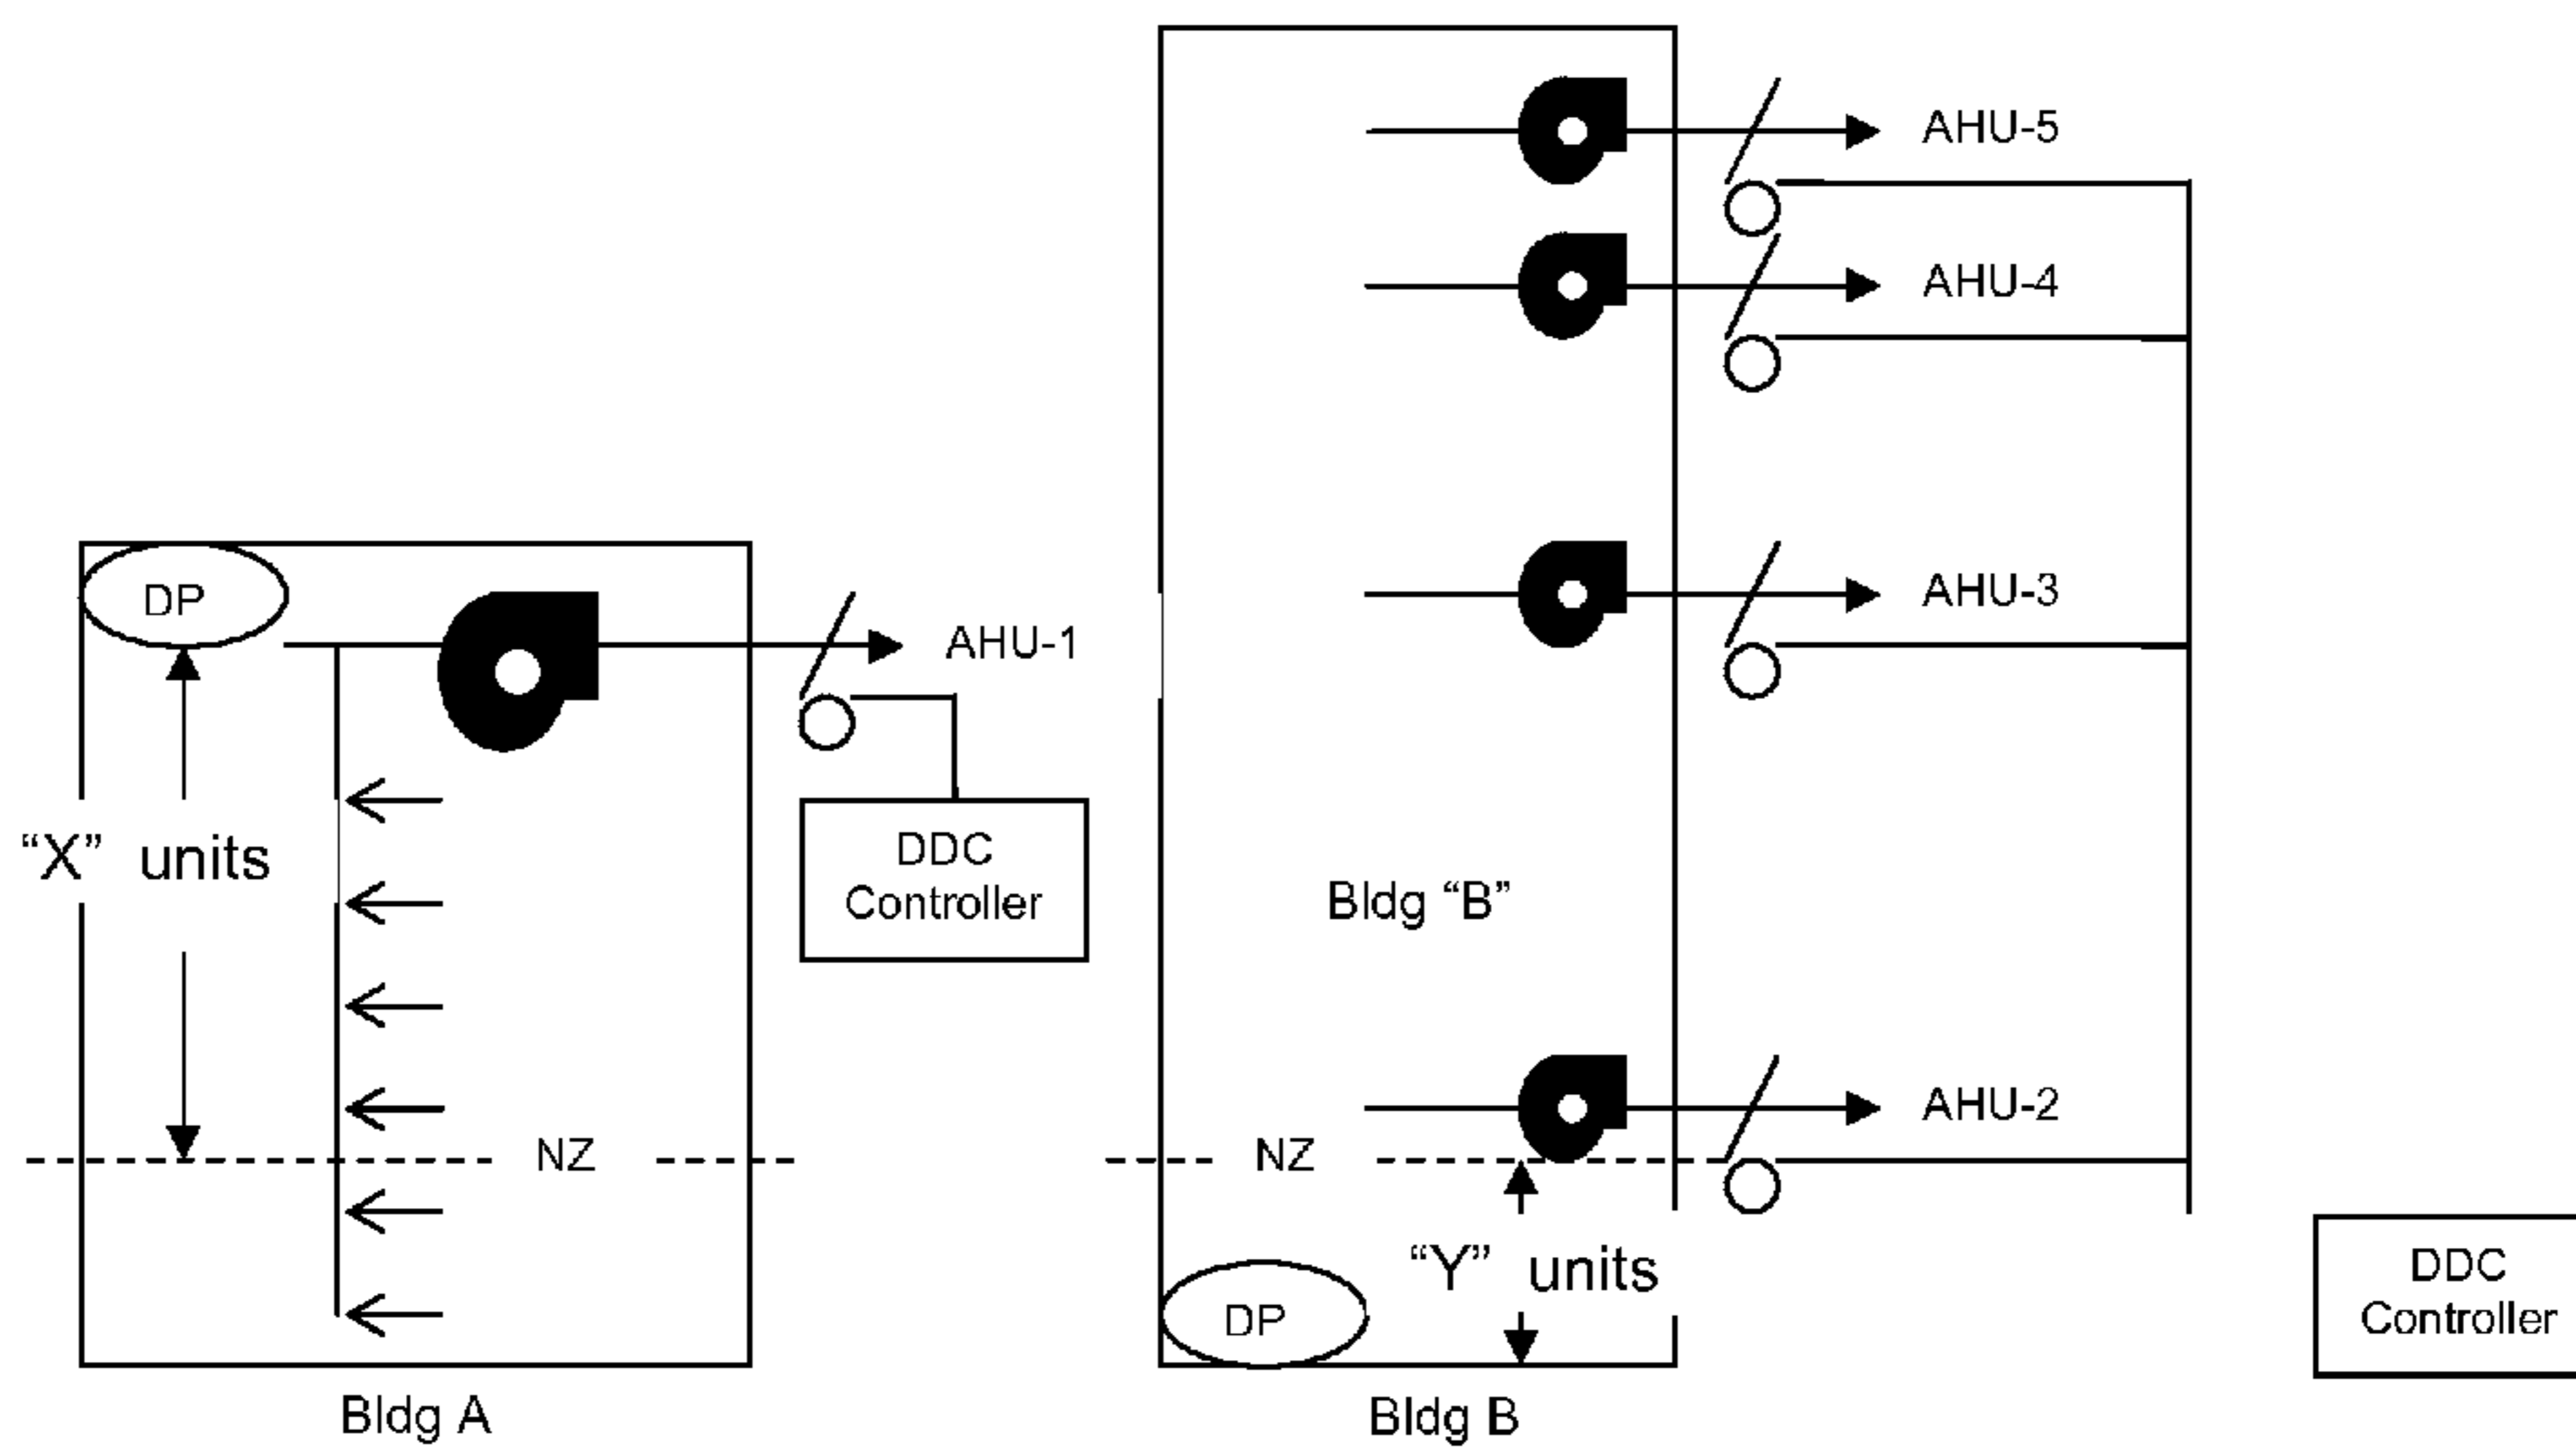 AHU-5
AHU-4
AHU-3
DP
AHU-1
“X” units
DDC
Controller
Bldg “B”
AHU-2
NZ
NZ
“Y” units
DP
DDC
Controller
Bldg A
Bldg B